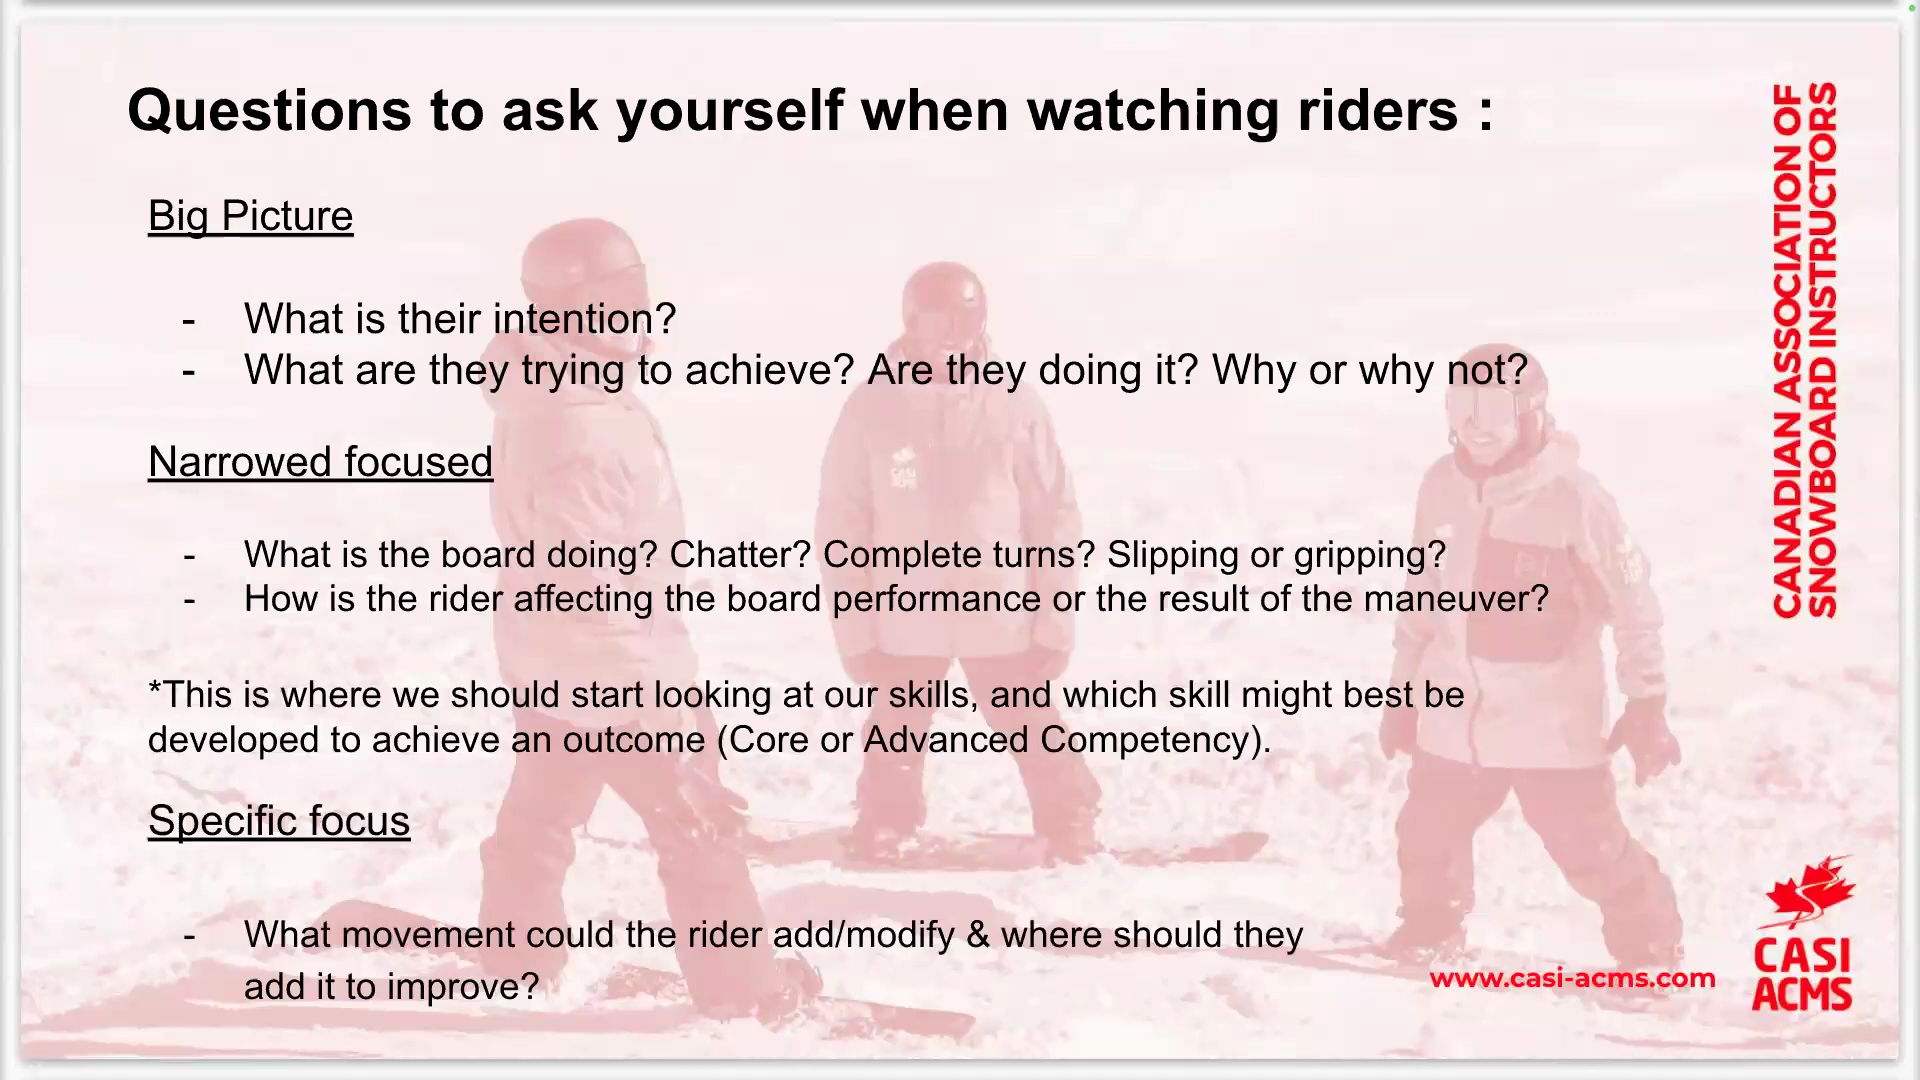 Questions to ask yourself when watching riders :
Big Picture
- What is their intention?
- What are they trying to achieve? Are they doing it? Why or why not?
Narrowed focused
- What is the board doing? Chatter? Complete turns? Slipping or gripping?
- How is the rider affecting the board performance or the result of the maneuver?
*This is where we should start looking at our skills, and which skill might best be
developed to achieve an outcome (Core or Advanced Competency).
Specific focus
- What movement could the rider add/modify & where should they
add it to improve?
CANADIAN ASSOCIATION OF
SNOWBOARD INSTRUCTORS
www.casi-acms.com
CASI
ACMS
CASI
ACMS